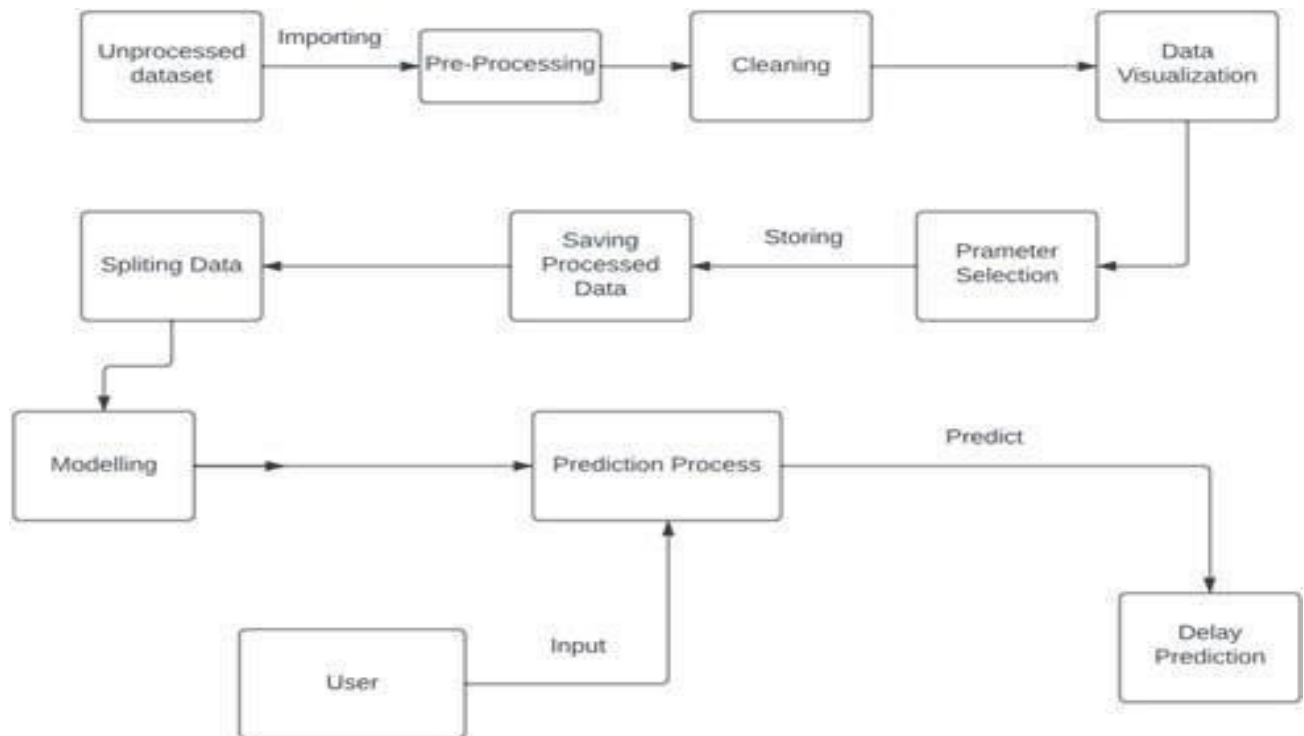 Unprocessed
dataset
Importing
Pre-Processing
Cleaning
Data
Visualization
Spliting Data
Saving
Processed
Data
Storing
Prameter
Selection
Modelling
Prediction Process
Predict
User
Input
Delay
Prediction